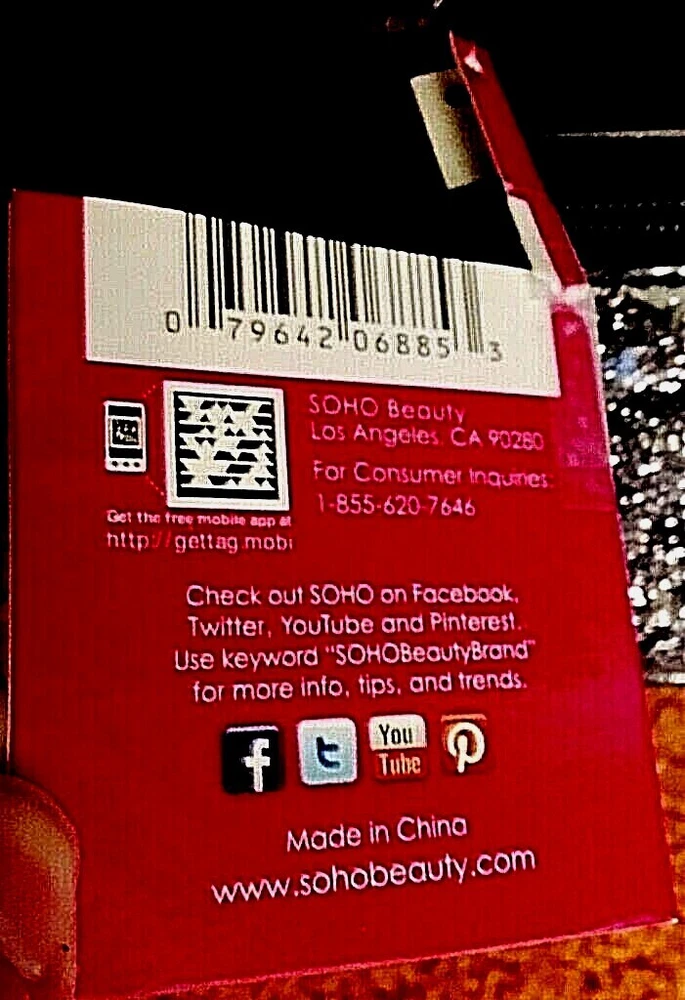 0 79642 06885 3
SOHO Beauty
Los Angeles, CA 90280
For Consumer Inquiries:
1-855-620-7646
Get the free mobile app at
http://gettag.mobi
Check out SOHO on Facebook,
Twitter, YouTube and Pinterest.
Use keyword "SOHOBeautyBrand"
for more info, tips, and trends.
f t You Tube P
Made in China
www.sohobeauty.com